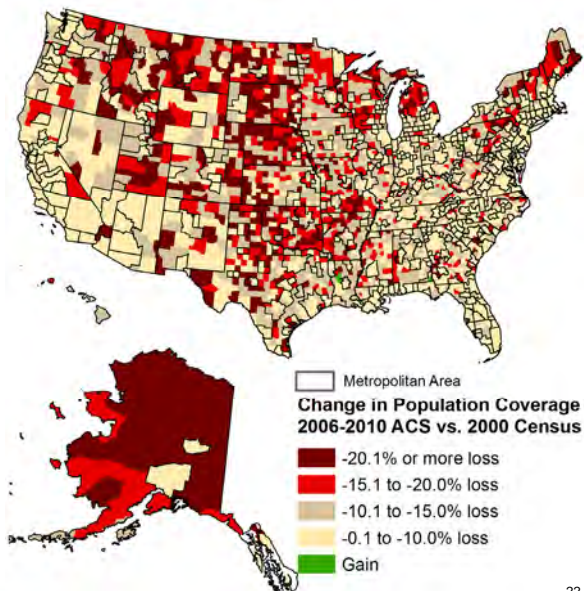 Metropolitan Area
Change in Population Coverage
2006-2010 ACS vs. 2000 Census
-20.1% or more loss
-15.1 to -20.0% loss
-10.1 to -15.0% loss
-0.1 to -10.0% loss
Gain
22